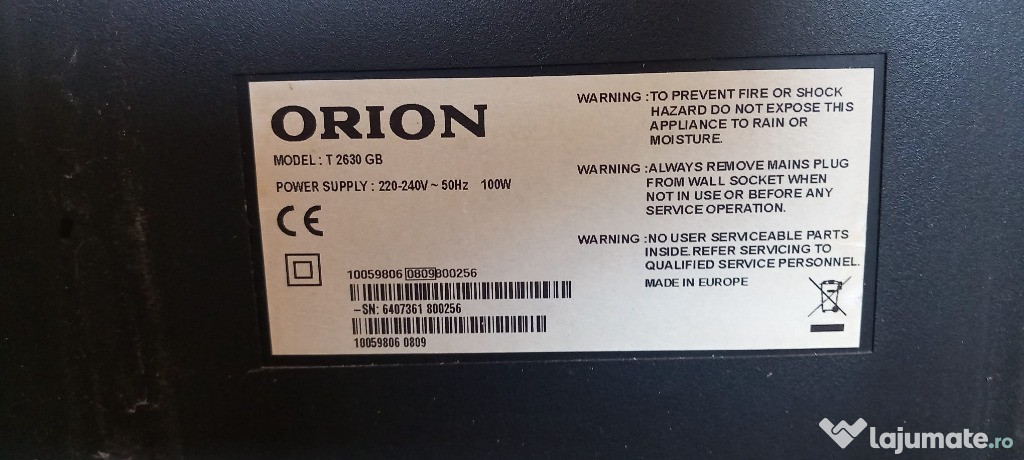 ORION
MODEL : T 2630 GB
POWER SUPPLY : 220-240V ~ 50Hz 100W
CE
10059806 0809 800256
-SN: 6407361 800256
10059806 0809
WARNING :TO PREVENT FIRE OR SHOCK
HAZARD DO NOT EXPOSE THIS
APPLIANCE TO RAIN OR
MOISTURE.
WARNING :ALWAYS REMOVE MAINS PLUG
FROM WALL SOCKET WHEN
NOT IN USE OR BEFORE ANY
SERVICE OPERATION.
WARNING :NO USER SERVICEABLE PARTS
INSIDE.REFER SERVICING TO
QUALIFIED SERVICE PERSONNEL.
MADE IN EUROPE
lajumate.ro